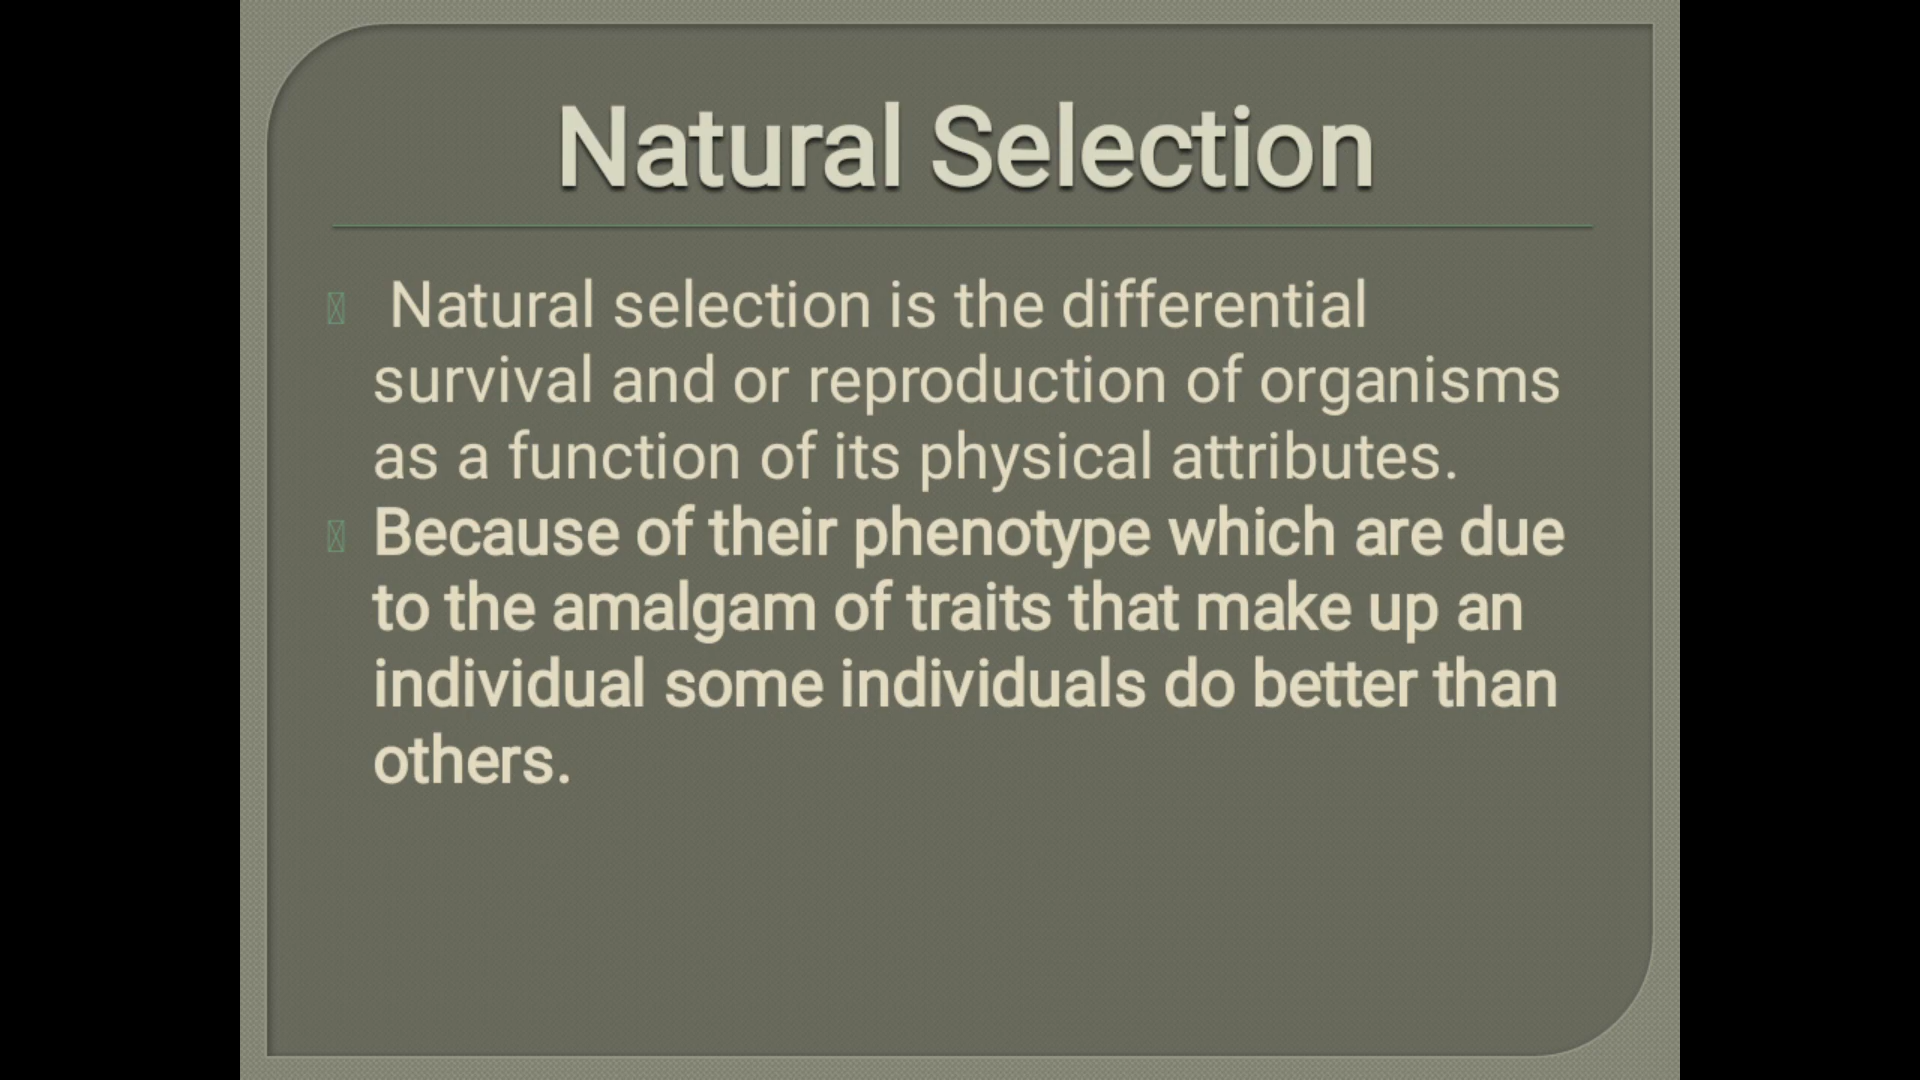 Natural Selection
Natural selection is the differential
survival and or reproduction of organisms
as a function of its physical attributes.
Because of their phenotype which are due
to the amalgam of traits that make up an
individual some individuals do better than
others.